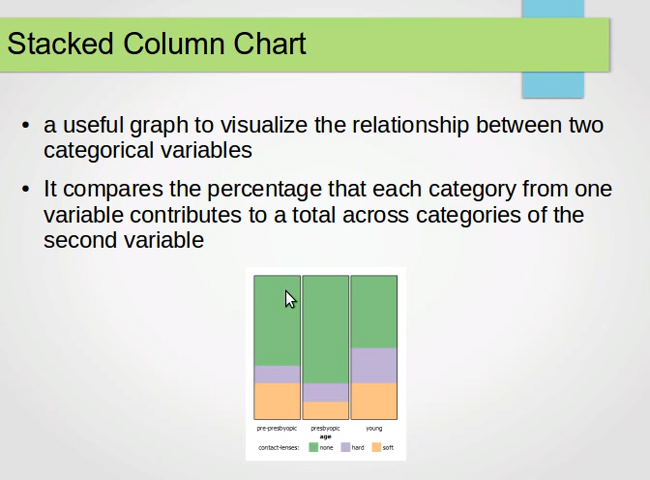 Stacked Column Chart
• a useful graph to visualize the relationship between two
categorical variables
• It compares the percentage that each category from one
variable contributes to a total across categories of the
second variable
pre-presbyopic presbyopic young
age
contact-lenses: none hard soft